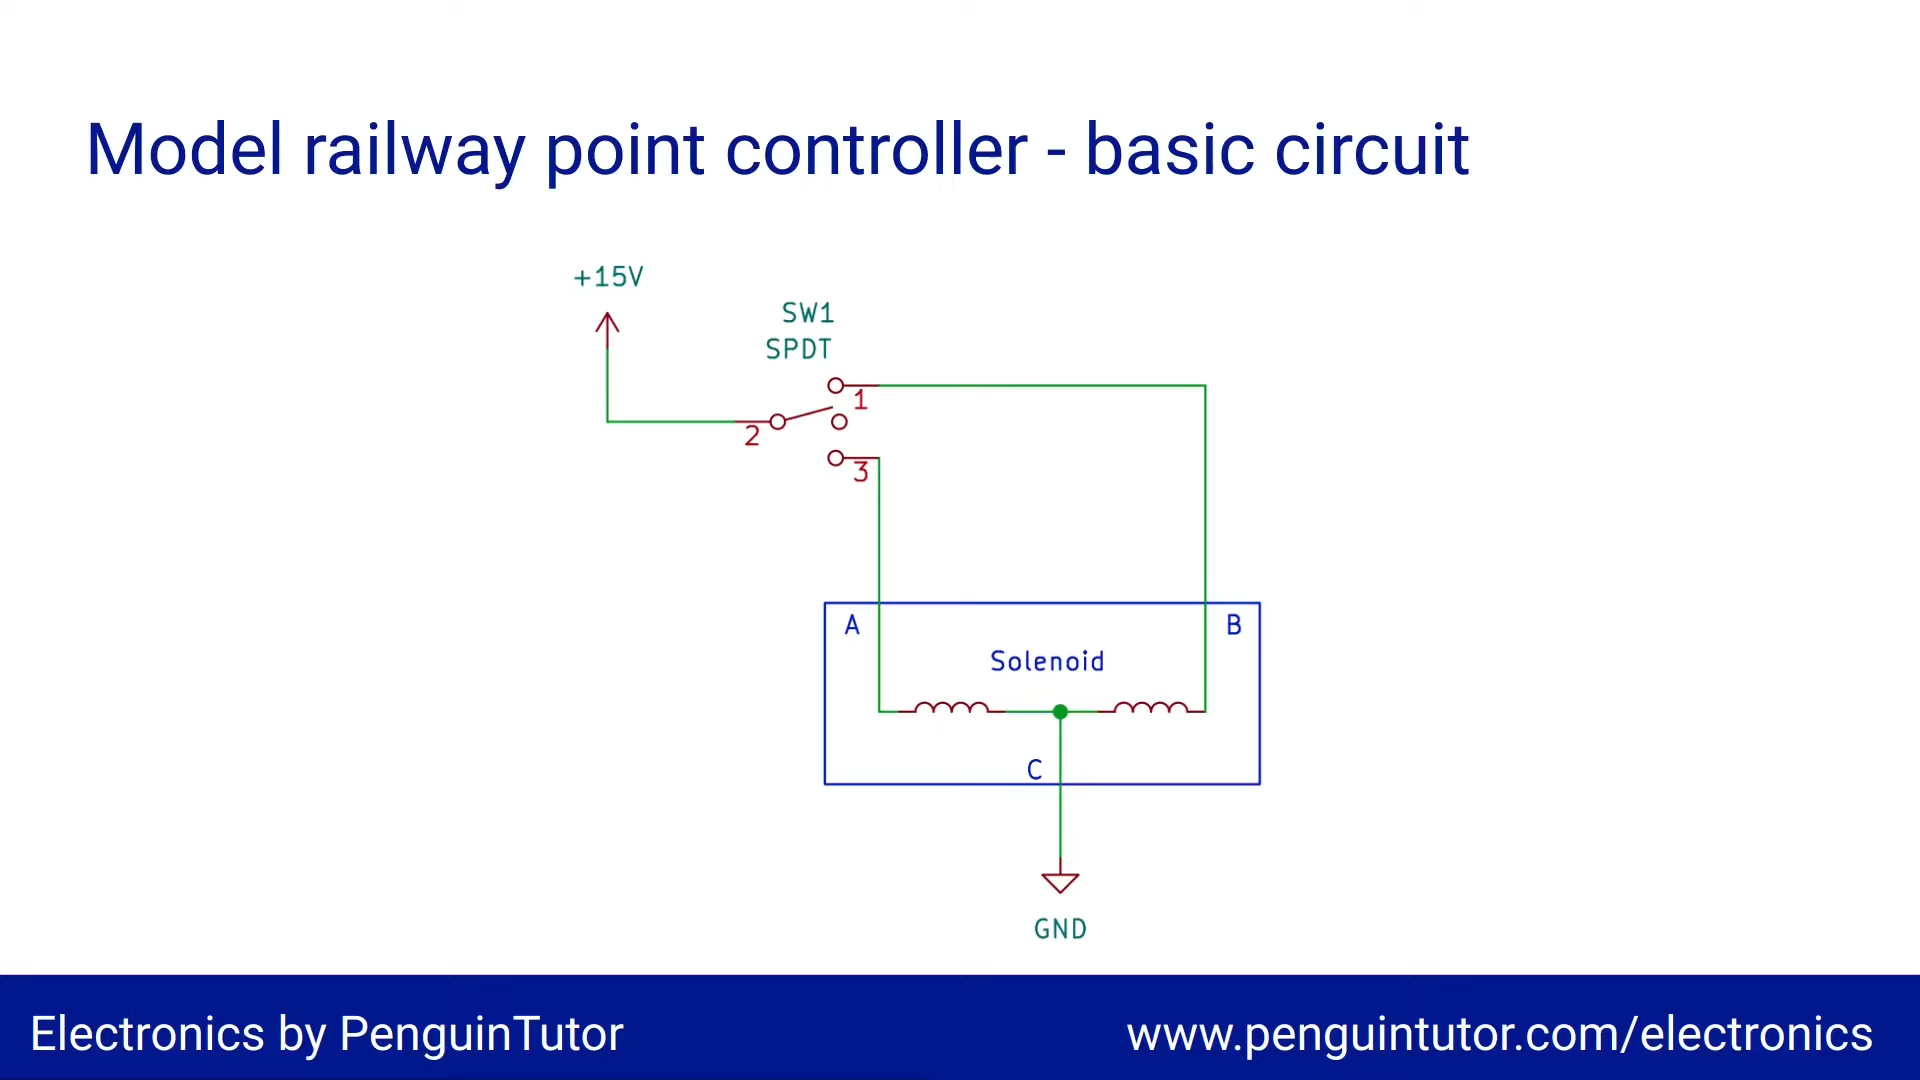 Model railway point controller - basic circuit
+15V
SW1
SPDT
1
2
3
A
B
Solenoid
C
GND
Electronics by PenguinTutor
www.penguintutor.com/electronics